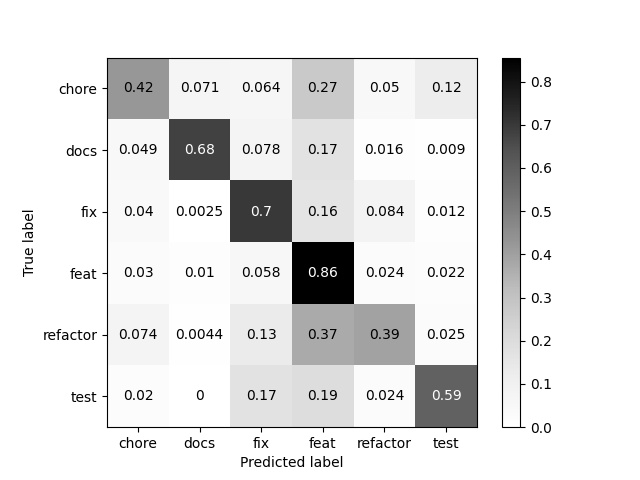 chore 0.42 0.071 0.064 0.27 0.05 0.12
docs 0.049 0.68 0.078 0.17 0.016 0.009
fix 0.04 0.0025 0.7 0.16 0.084 0.012
feat 0.03 0.01 0.058 0.86 0.024 0.022
refactor 0.074 0.0044 0.13 0.37 0.39 0.025
test 0.02 0 0.17 0.19 0.024 0.59
chore docs fix feat refactor test
Predicted label
True label
0.8
0.7
0.6
0.5
0.4
0.3
0.2
0.1
0.0